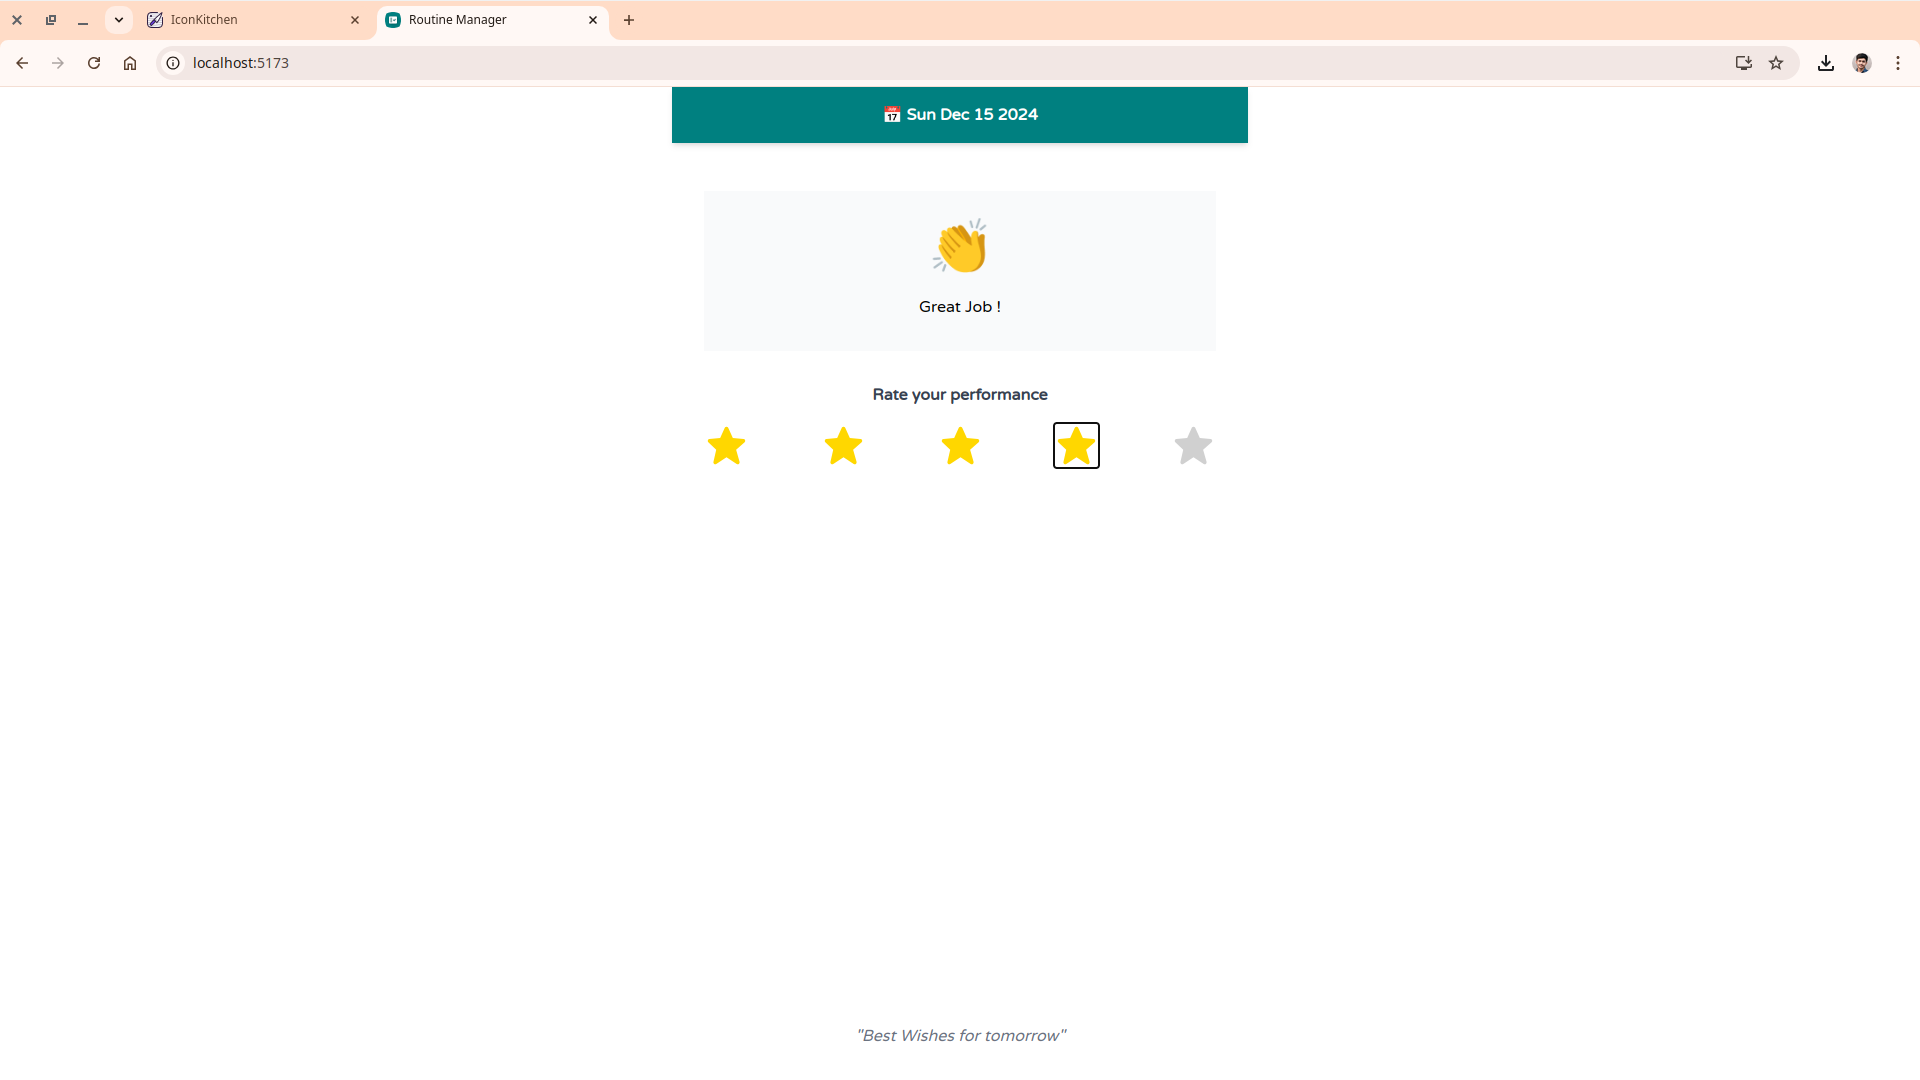 IconKitchen
Routine Manager
localhost:5173
📅 Sun Dec 15 2024
Great Job !
Rate your performance
"Best Wishes for tomorrow"